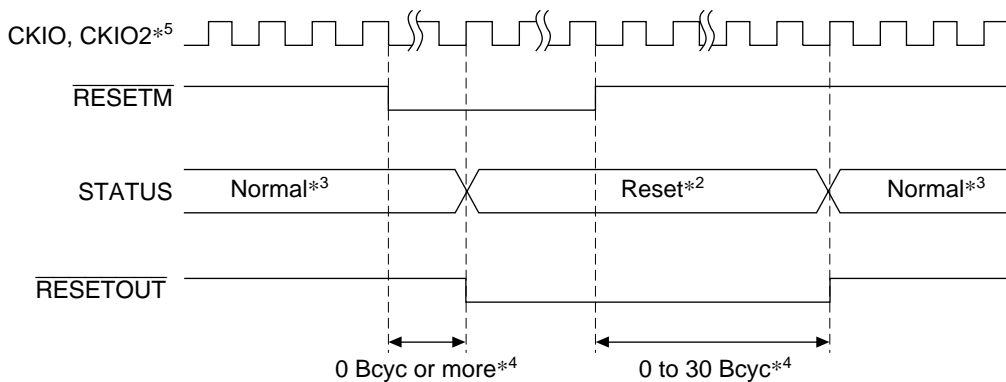 CKIO, CKIO2*5
RESETM
STATUS
Normal*3
Reset*2
Normal*3
RESETOUT
0 Bcyc or more*4
0 to 30 Bcyc*4